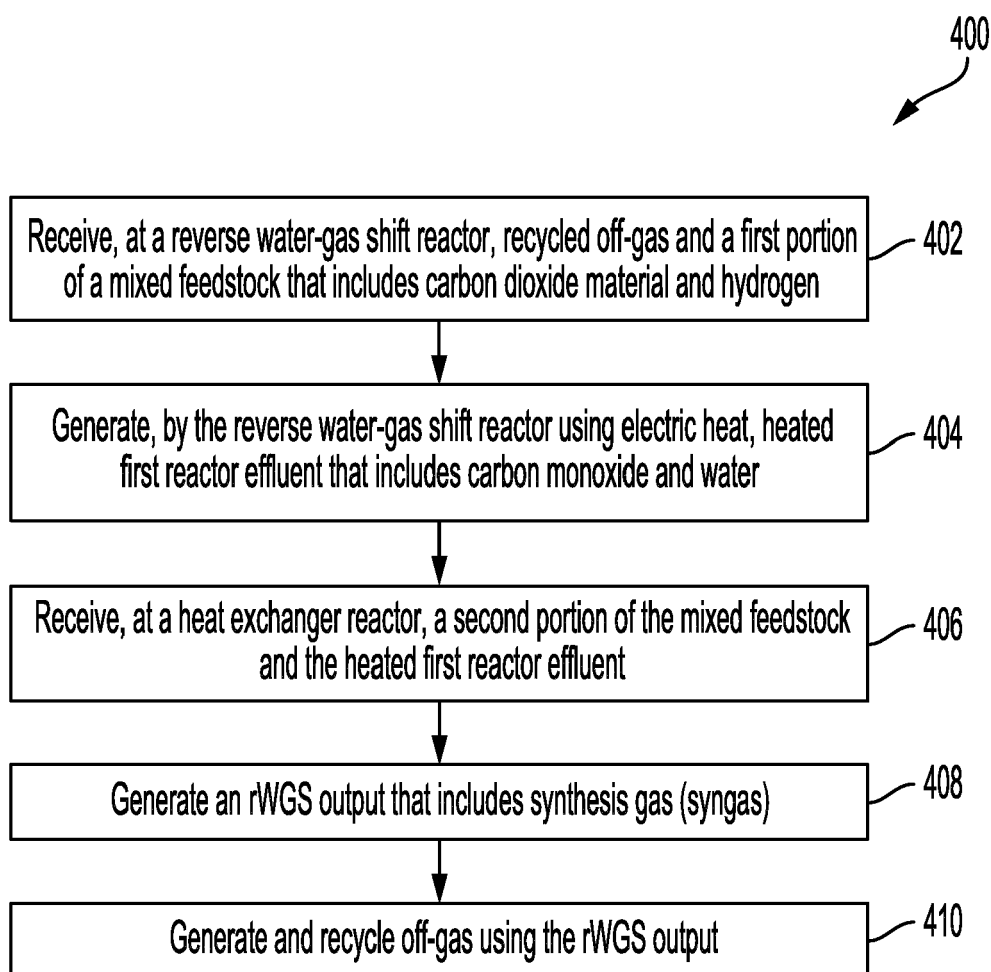 400
Receive, at a reverse water-gas shift reactor, recycled off-gas and a first portion
of a mixed feedstock that includes carbon dioxide material and hydrogen
402
Generate, by the reverse water-gas shift reactor using electric heat, heated
first reactor effluent that includes carbon monoxide and water
404
Receive, at a heat exchanger reactor, a second portion of the mixed feedstock
and the heated first reactor effluent
406
Generate an rWGS output that includes synthesis gas (syngas)
408
Generate and recycle off-gas using the rWGS output
410